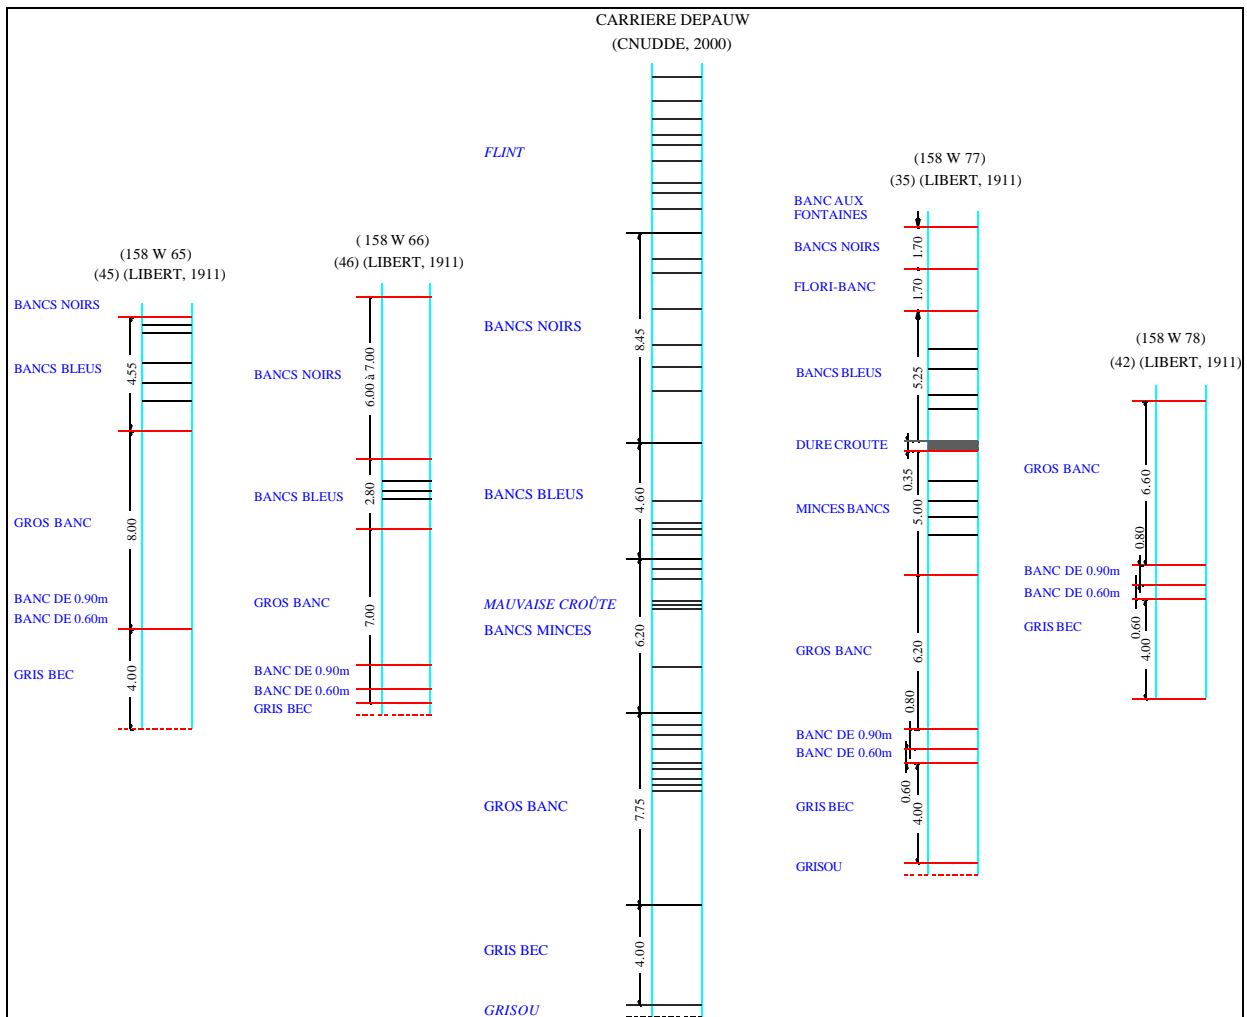 CARRIERE DEPAUW
(CNUDDE, 2000)
FLINT
BANCS NOIRS
8.45
BANCS BLEUS
4.60
MAUVAISE CROÛTE
BANCS MINCES
6.20
GROS BANC
7.75
GRIS BEC
4.00
GRISOU
(158 W 65)
(45) (LIBERT, 1911)
BANCS NOIRS
BANCS BLEUS
4.55
GROS BANC
8.00
BANC DE 0.90m
BANC DE 0.60m
GRIS BEC
4.00
( 158 W 66)
(46) (LIBERT, 1911)
BANCS NOIRS
6.00 à 7.00
BANCS BLEUS
2.80
GROS BANC
7.00
BANC DE 0.90m
BANC DE 0.60m
GRIS BEC
(158 W 77)
(35) (LIBERT, 1911)
BANC AUX
FONTAINES
BANCS NOIRS
1.70
FLORI-BANC
1.70
BANCS BLEUS
5.25
DURE CROUTE
0.35
MINCES BANCS
5.00
GROS BANC
6.20
0.80
BANC DE 0.90m
BANC DE 0.60m
0.60
GRIS BEC
4.00
GRISOU
(158 W 78)
(42) (LIBERT, 1911)
GROS BANC
6.60
0.80
BANC DE 0.90m
BANC DE 0.60m
0.60
GRIS BEC
4.00